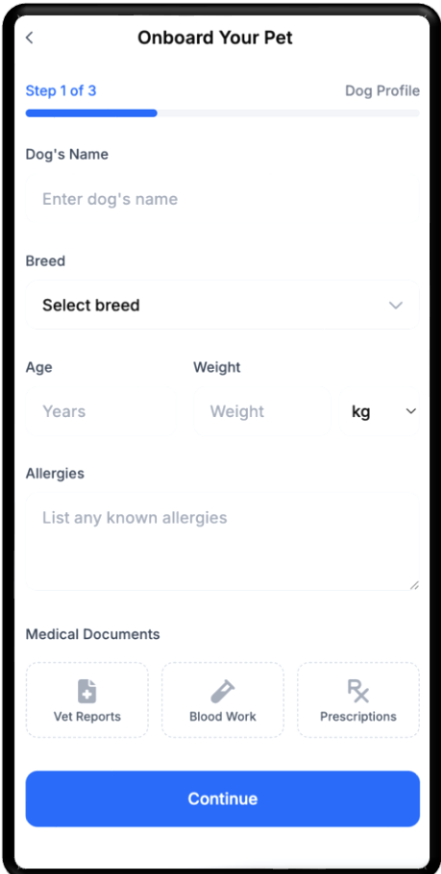 Onboard Your Pet
Step 1 of 3 Dog Profile
Dog's Name
Enter dog's name
Breed
Select breed
Age Weight
Years Weight kg
Allergies
List any known allergies
Medical Documents
Vet Reports Blood Work Prescriptions
Continue